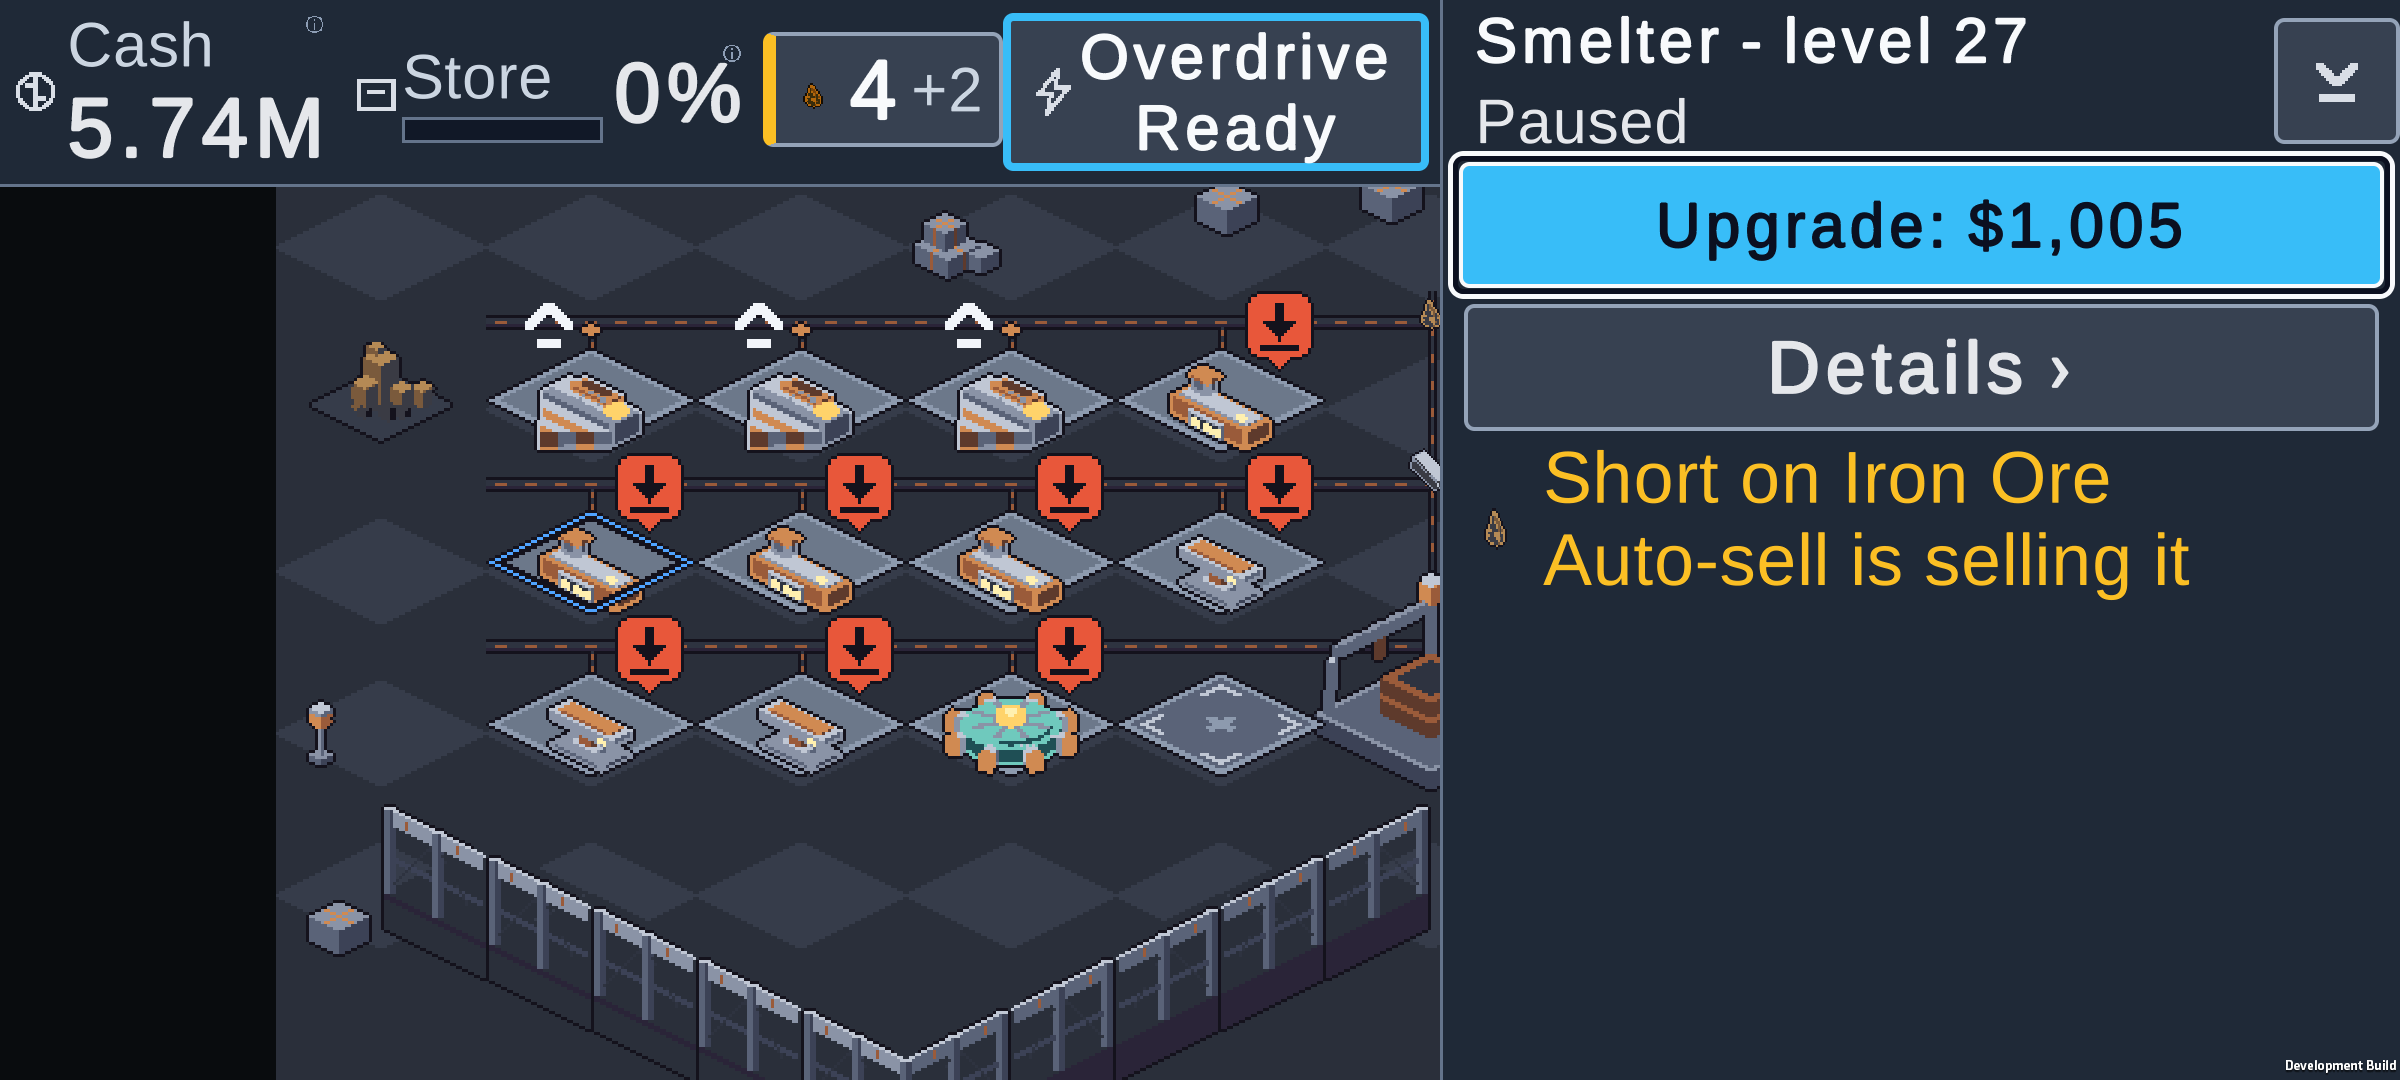 Cash
5.74M
Store
0%
4 +2
Overdrive
Ready
Smelter - level 27
Paused
Upgrade: $1,005
Details ›
Short on Iron Ore
Auto-sell is selling it
Development Build